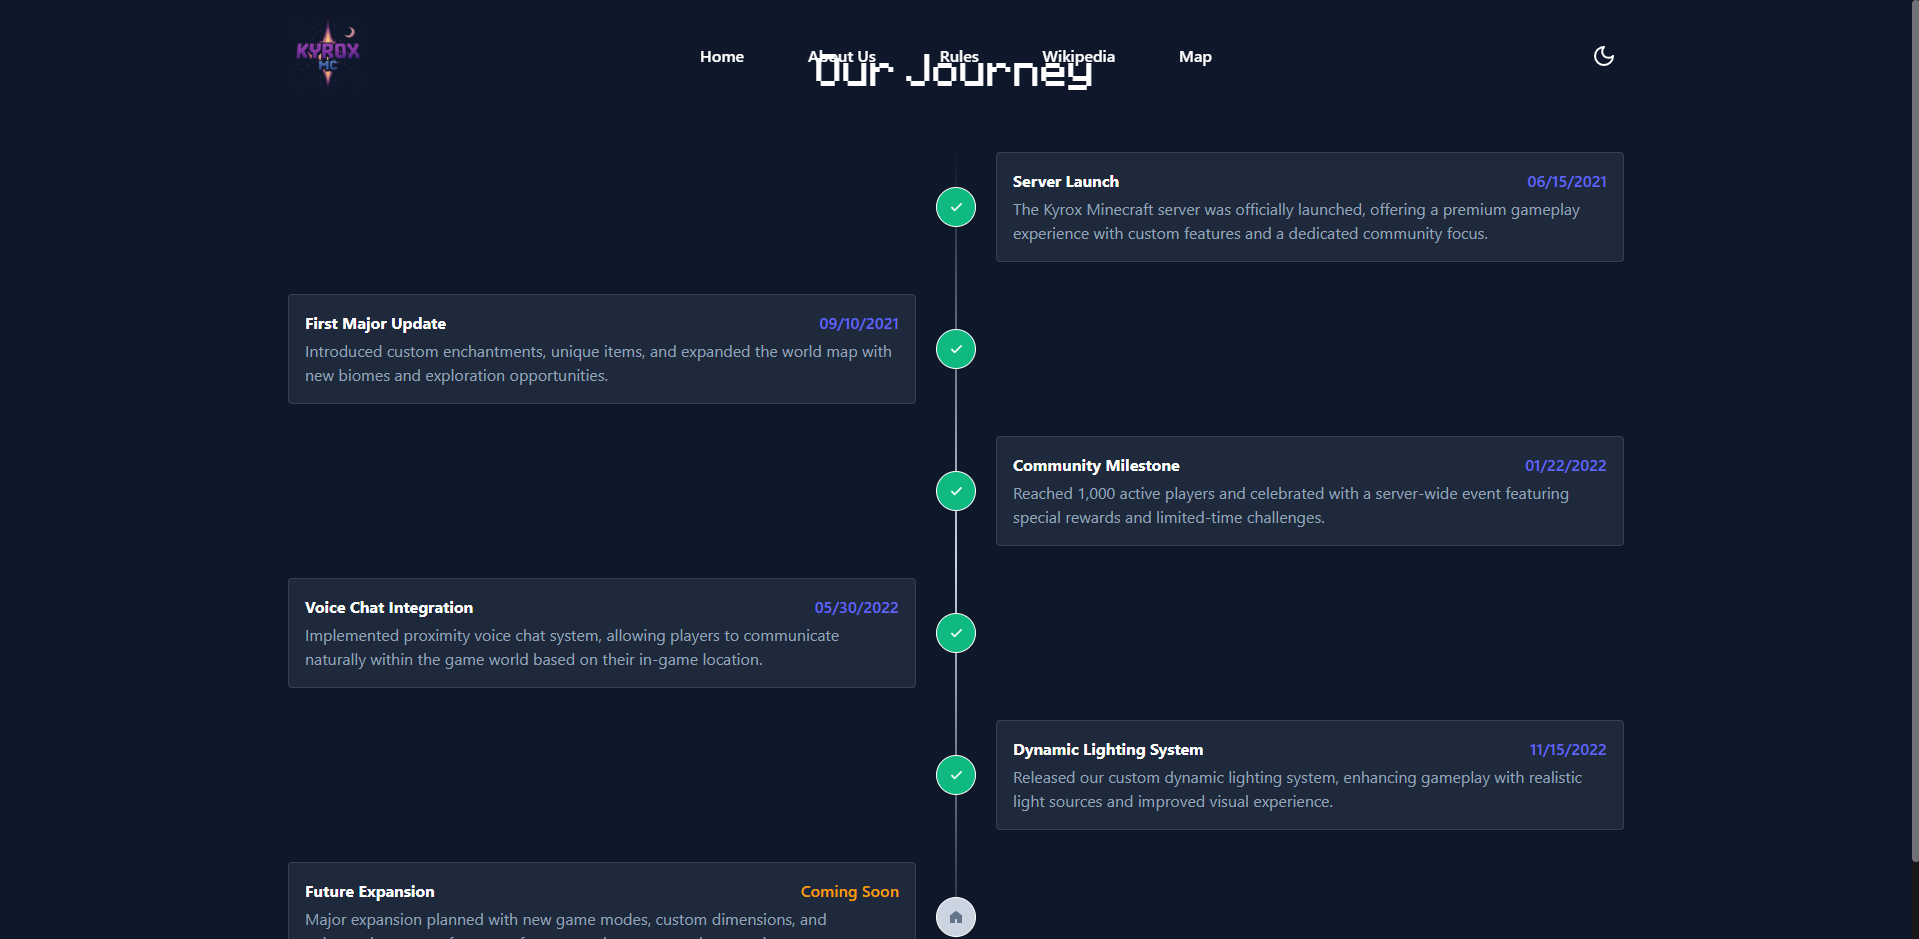 KYROX
MC
Home
About Us
Rules
Wikipedia
Map
Our Journey
Server Launch
06/15/2021
The Kyrox Minecraft server was officially launched, offering a premium gameplay
experience with custom features and a dedicated community focus.
First Major Update
09/10/2021
Introduced custom enchantments, unique items, and expanded the world map with
new biomes and exploration opportunities.
Community Milestone
01/22/2022
Reached 1,000 active players and celebrated with a server-wide event featuring
special rewards and limited-time challenges.
Voice Chat Integration
05/30/2022
Implemented proximity voice chat system, allowing players to communicate
naturally within the game world based on their in-game location.
Dynamic Lighting System
11/15/2022
Released our custom dynamic lighting system, enhancing gameplay with realistic
light sources and improved visual experience.
Future Expansion
Coming Soon
Major expansion planned with new game modes, custom dimensions, and